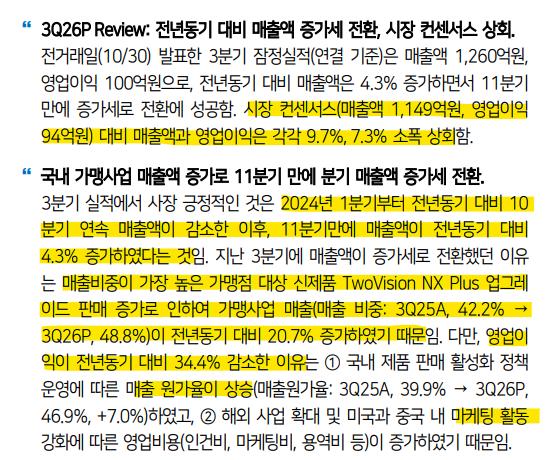 “ 3Q26P Review: 전년동기 대비 매출액 증가세 전환, 시장 컨센서스 상회.
전거래일(10/30) 발표한 3분기 잠정실적(연결 기준)은 매출액 1,260억원,
영업이익 100억원으로, 전년동기 대비 매출액은 4.3% 증가하면서 11분기
만에 증가세로 전환에 성공함. 시장 컨센서스(매출액 1,149억원, 영업이익
94억원) 대비 매출액과 영업이익은 각각 9.7%, 7.3% 소폭 상회함.
“ 국내 가맹사업 매출액 증가로 11분기 만에 분기 매출액 증가세 전환.
3분기 실적에서 사장 긍정적인 것은 2024년 1분기부터 전년동기 대비 10
분기 연속 매출액이 감소한 이후, 11분기만에 매출액이 전년동기 대비
4.3% 증가하였다는 것임. 지난 3분기에 매출액이 증가세로 전환했던 이유
는 매출비중이 가장 높은 가맹점 대상 신제품 TwoVision NX Plus 업그레
이드 판매 증가로 인하여 가맹사업 매출(매출 비중: 3Q25A, 42.2% →
3Q26P, 48.8%)이 전년동기 대비 20.7% 증가하였기 때문임. 다만, 영업이
익이 전년동기 대비 34.4% 감소한 이유는 ① 국내 제품 판매 활성화 정책
운영에 따른 매출 원가율이 상승(매출원가율: 3Q25A, 39.9% → 3Q26P,
46.9%, +7.0%)하였고, ② 해외 사업 확대 및 미국과 중국 내 마케팅 활동
강화에 따른 영업비용(인건비, 마케팅비, 용역비 등)이 증가하였기 때문임.